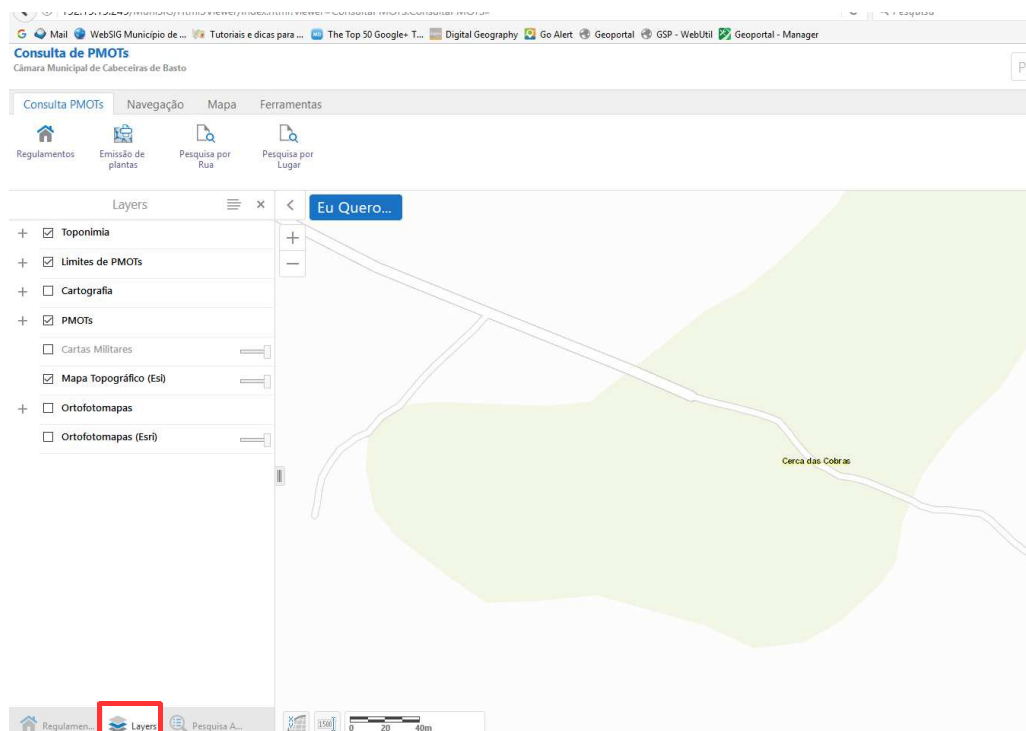 Mail WebSIG Município de ... Tutoriais e dicas para ... The Top 50 Google+ T... Digital Geography Go Alert Geoportal GSP - WebUtil Geoportal - Manager
Consulta de PMOTs
Câmara Municipal de Cabeceiras de Basto
P
Consulta PMOTs Navegação Mapa Ferramentas
Regulamentos
Emissão de
plantas
Pesquisa por
Rua
Pesquisa por
Lugar
Layers
Eu Quero...
Toponimia
Limites de PMOTs
Cartografia
PMOTs
Cartas Militares
Mapa Topográfico (Esi)
Ortofotomapas
Ortofotomapas (Esri)
Cerca das Cobras
Regulamen... Layers Pesquisa A...
0 20 40m